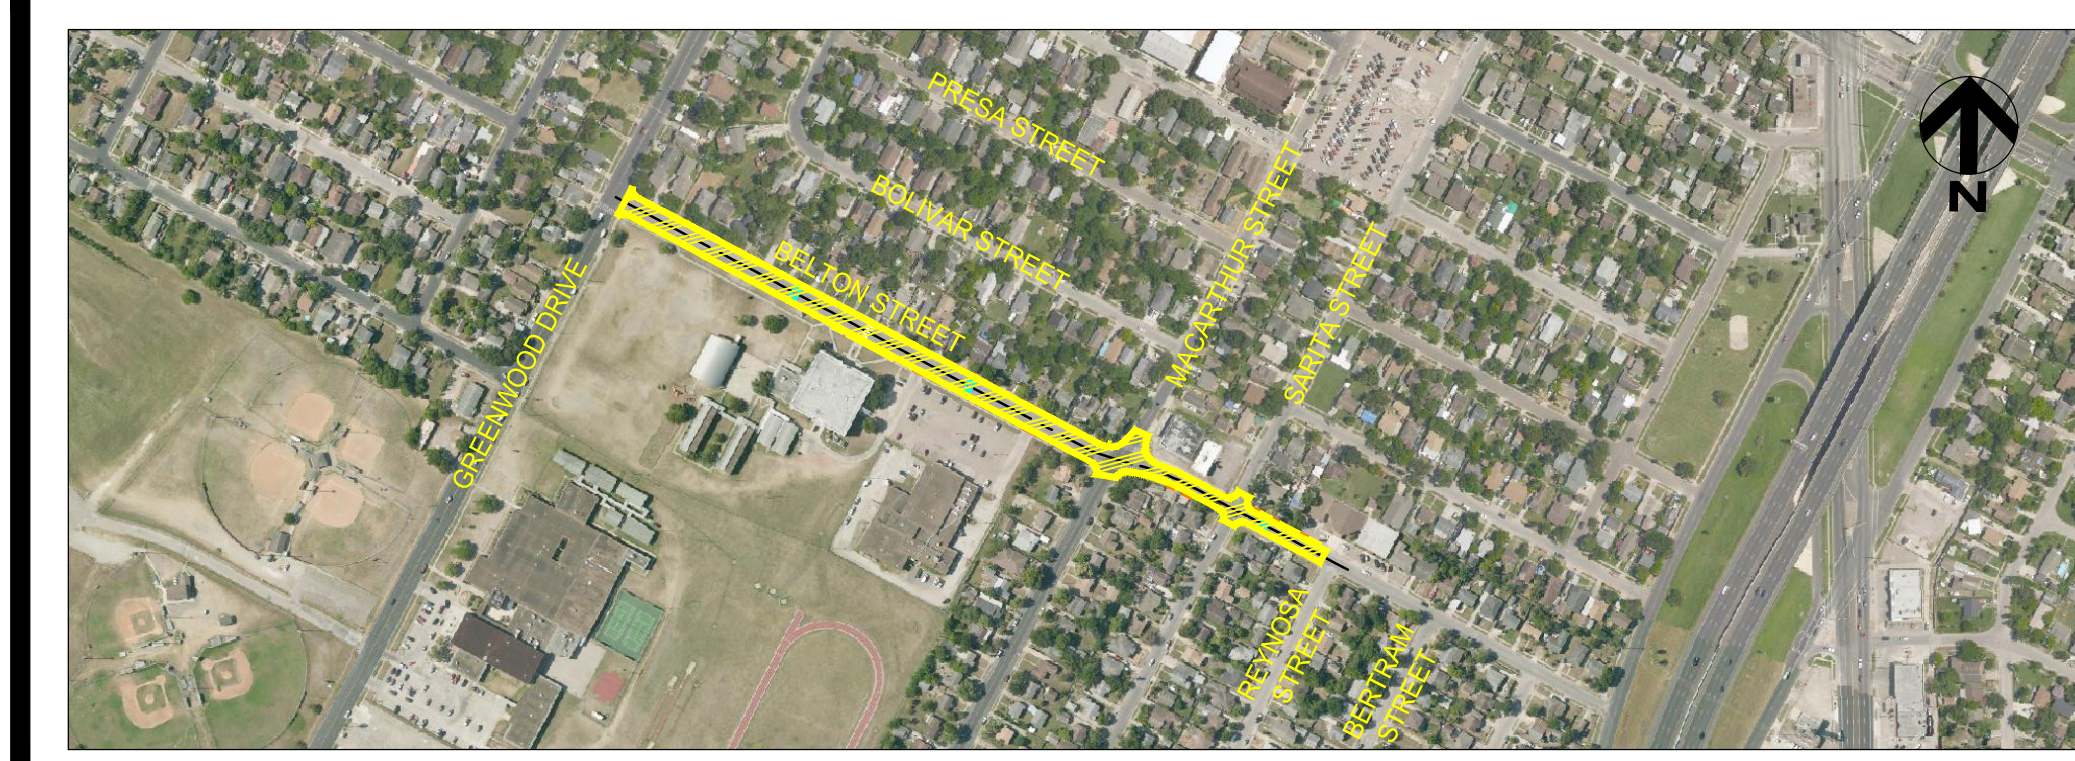 PRESA STREET
BOLIVAR STREET
BELTON STREET
MACARTHUR STREET
SARITA STREET
GREENWOOD DRIVE
REYNOSA
STREET
BERTRAM
STREET
N